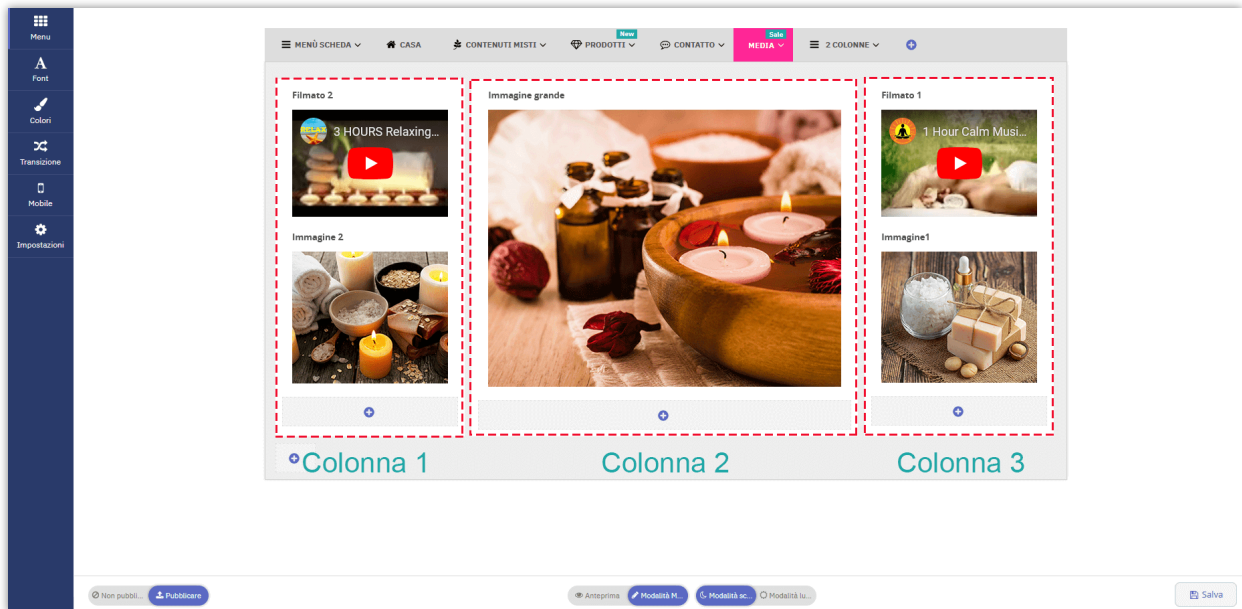 Menu
Font
Colori
Transizione
Mobile
Impostazioni
MENÙ SCHEDA
CASA
CONTENUTI MISTI
PRODOTTI
New
CONTATTO
MEDIA
Sale
2 COLONNE
Filmato 2
RELAX
3 HOURS Relaxing...
Immagine 2
Immagine grande
Filmato 1
1 Hour Calm Musi...
Immagine1
Colonna 1
Colonna 2
Colonna 3
Non pubbli...
Pubblicare
Anteprima
Modalità M...
Modalità sc...
Modalità lu...
Salva